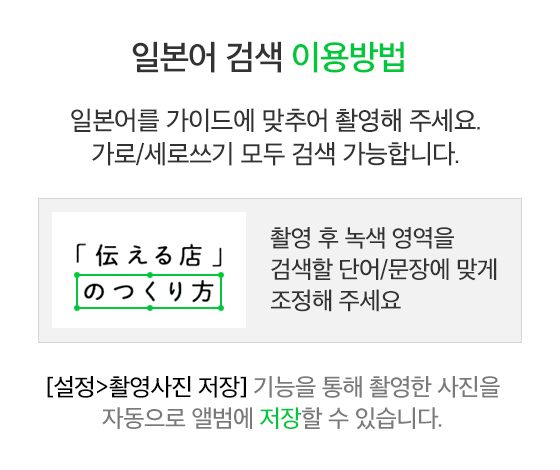 일본어 검색 이용방법
일본어를 가이드에 맞추어 촬영해 주세요.
가로/세로쓰기 모두 검색 가능합니다.
「伝える店」
のつくり方
촬영 후 녹색 영역을
검색할 단어/문장에 맞게
조정해 주세요
[설정>촬영사진 저장] 기능을 통해 촬영한 사진을
자동으로 앨범에 저장할 수 있습니다.